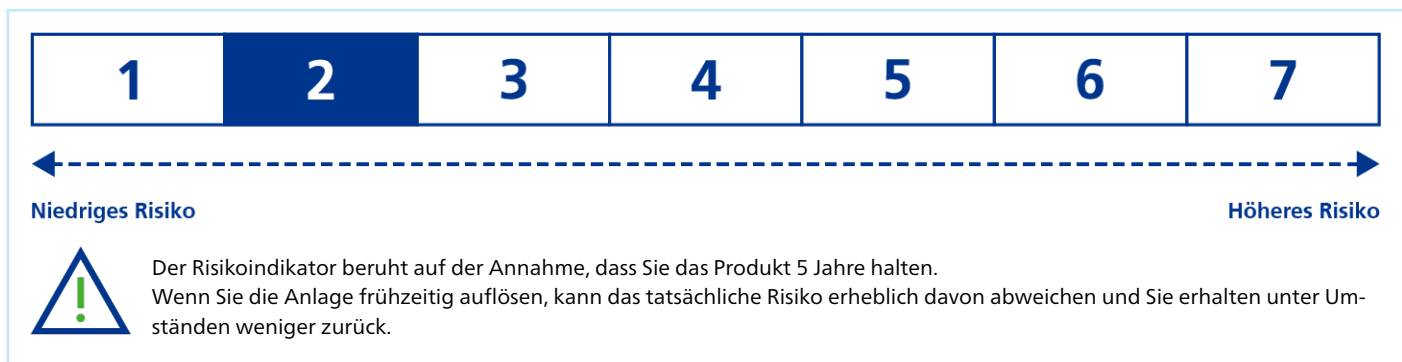 1 2 3 4 5 6 7
Niedriges Risiko Höheres Risiko
Der Risikoindikator beruht auf der Annahme, dass Sie das Produkt 5 Jahre halten.
Wenn Sie die Anlage frühzeitig auflösen, kann das tatsächliche Risiko erheblich davon abweichen und Sie erhalten unter Um-
ständen weniger zurück.